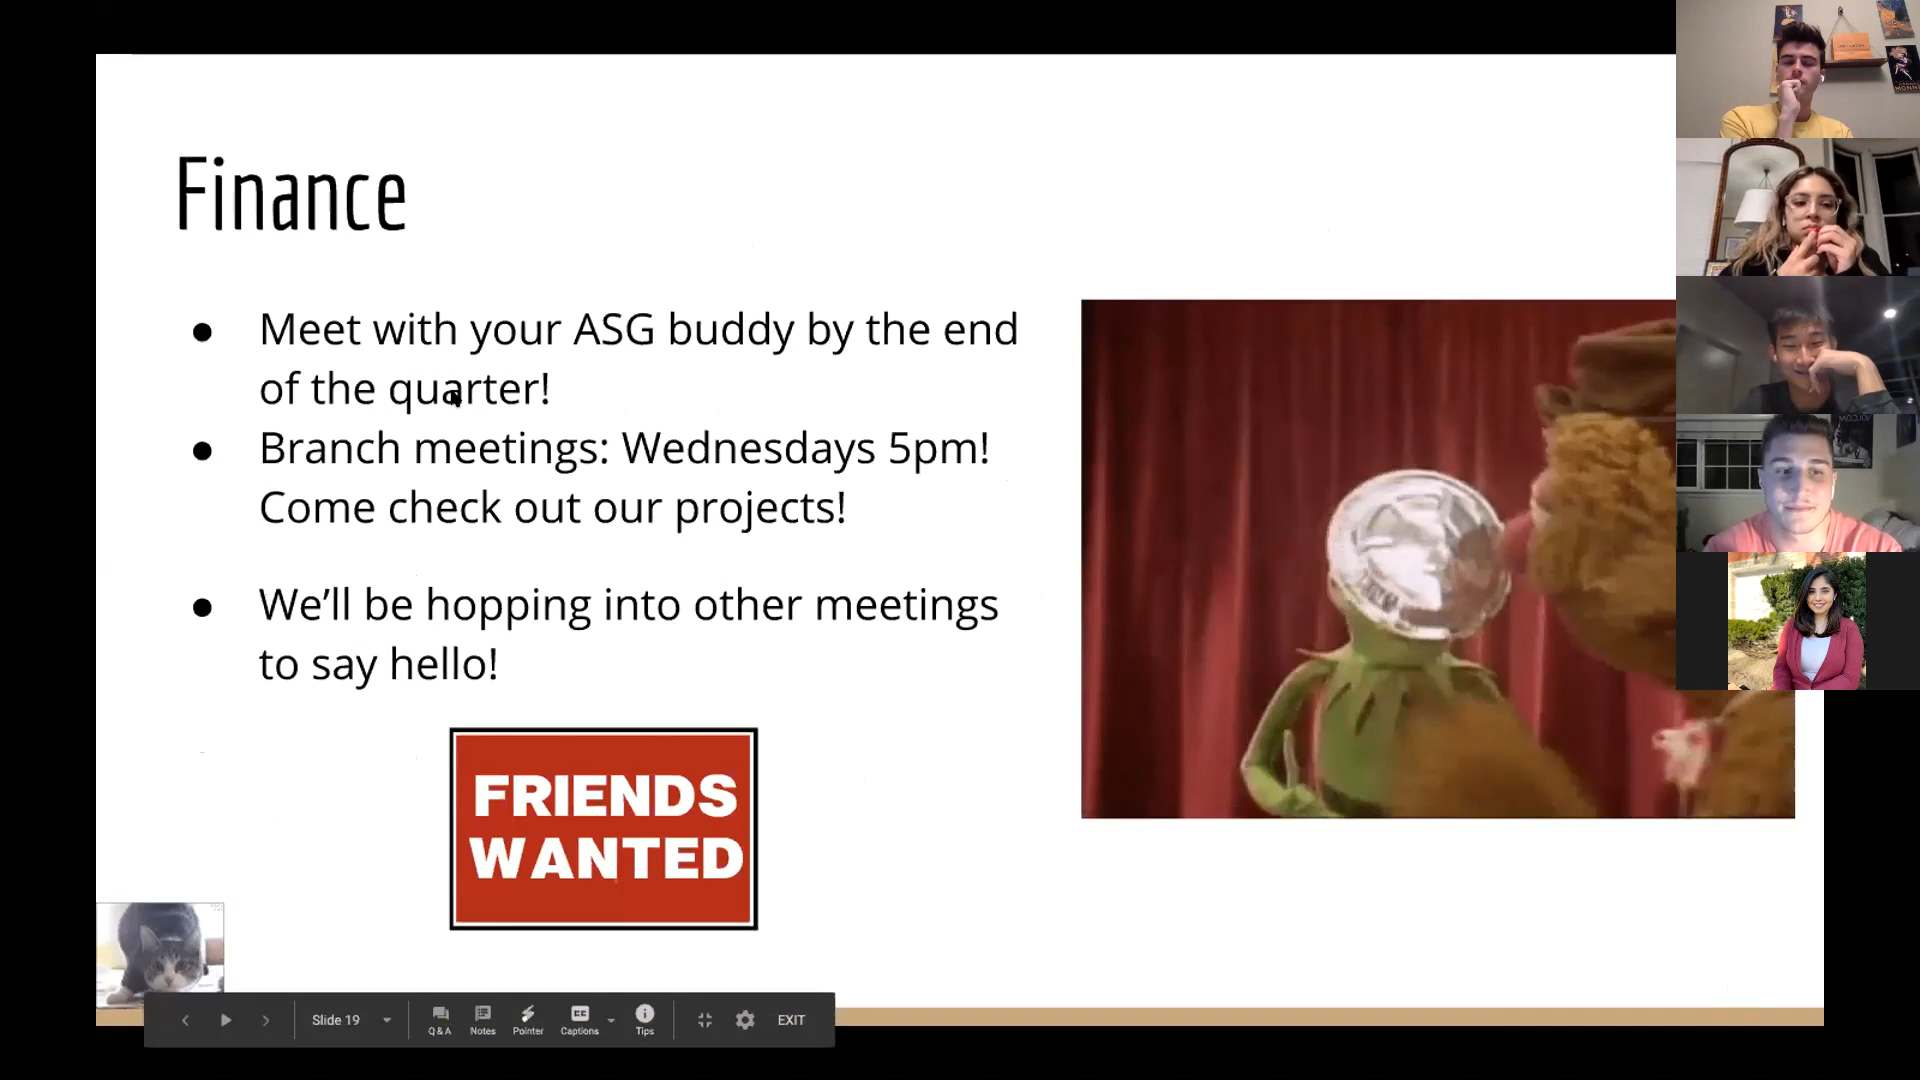 Finance
● Meet with your ASG buddy by the end
of the quarter!
● Branch meetings: Wednesdays 5pm!
Come check out our projects!
● We’ll be hopping into other meetings
to say hello!
FRIENDS
WANTED
Slide 19
Q&A
Notes
Pointer
CC
Captions
Tips
EXIT